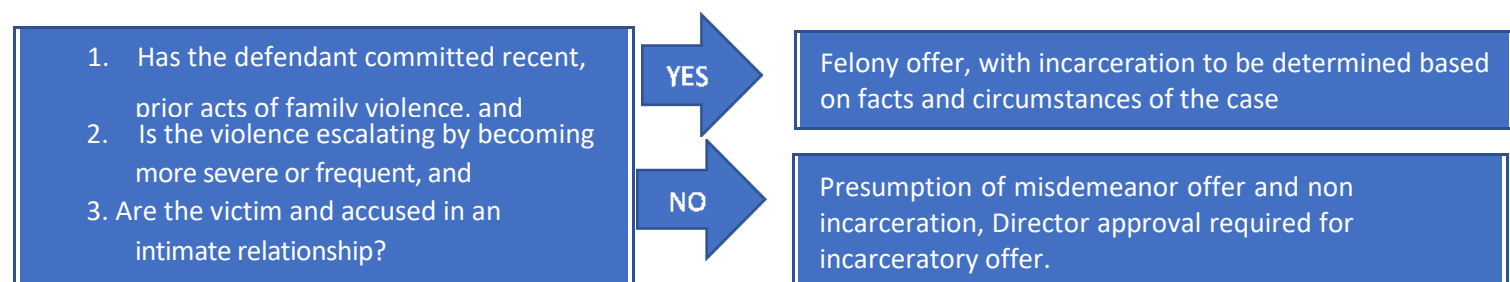 1. Has the defendant committed recent,
prior acts of family violence, and
2. Is the violence escalating by becoming
more severe or frequent, and
3. Are the victim and accused in an
intimate relationship?
YES
NO
Felony offer, with incarceration to be determined based
on facts and circumstances of the case
Presumption of misdemeanor offer and non
incarceration, Director approval required for
incarceratory offer.